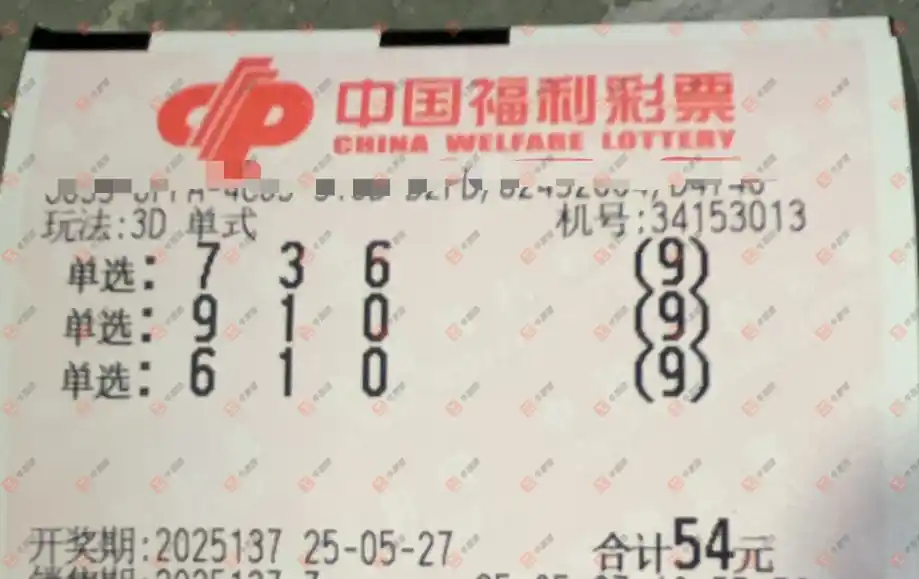 中国福利彩票
CHINA WELFARE LOTTERY
玩法:3D 单式 机号:34153013
单选: 7 3 6 (9)
单选: 9 1 0 (9)
单选: 6 1 0 (9)
开奖期:2025137 25-05-27 合计54元